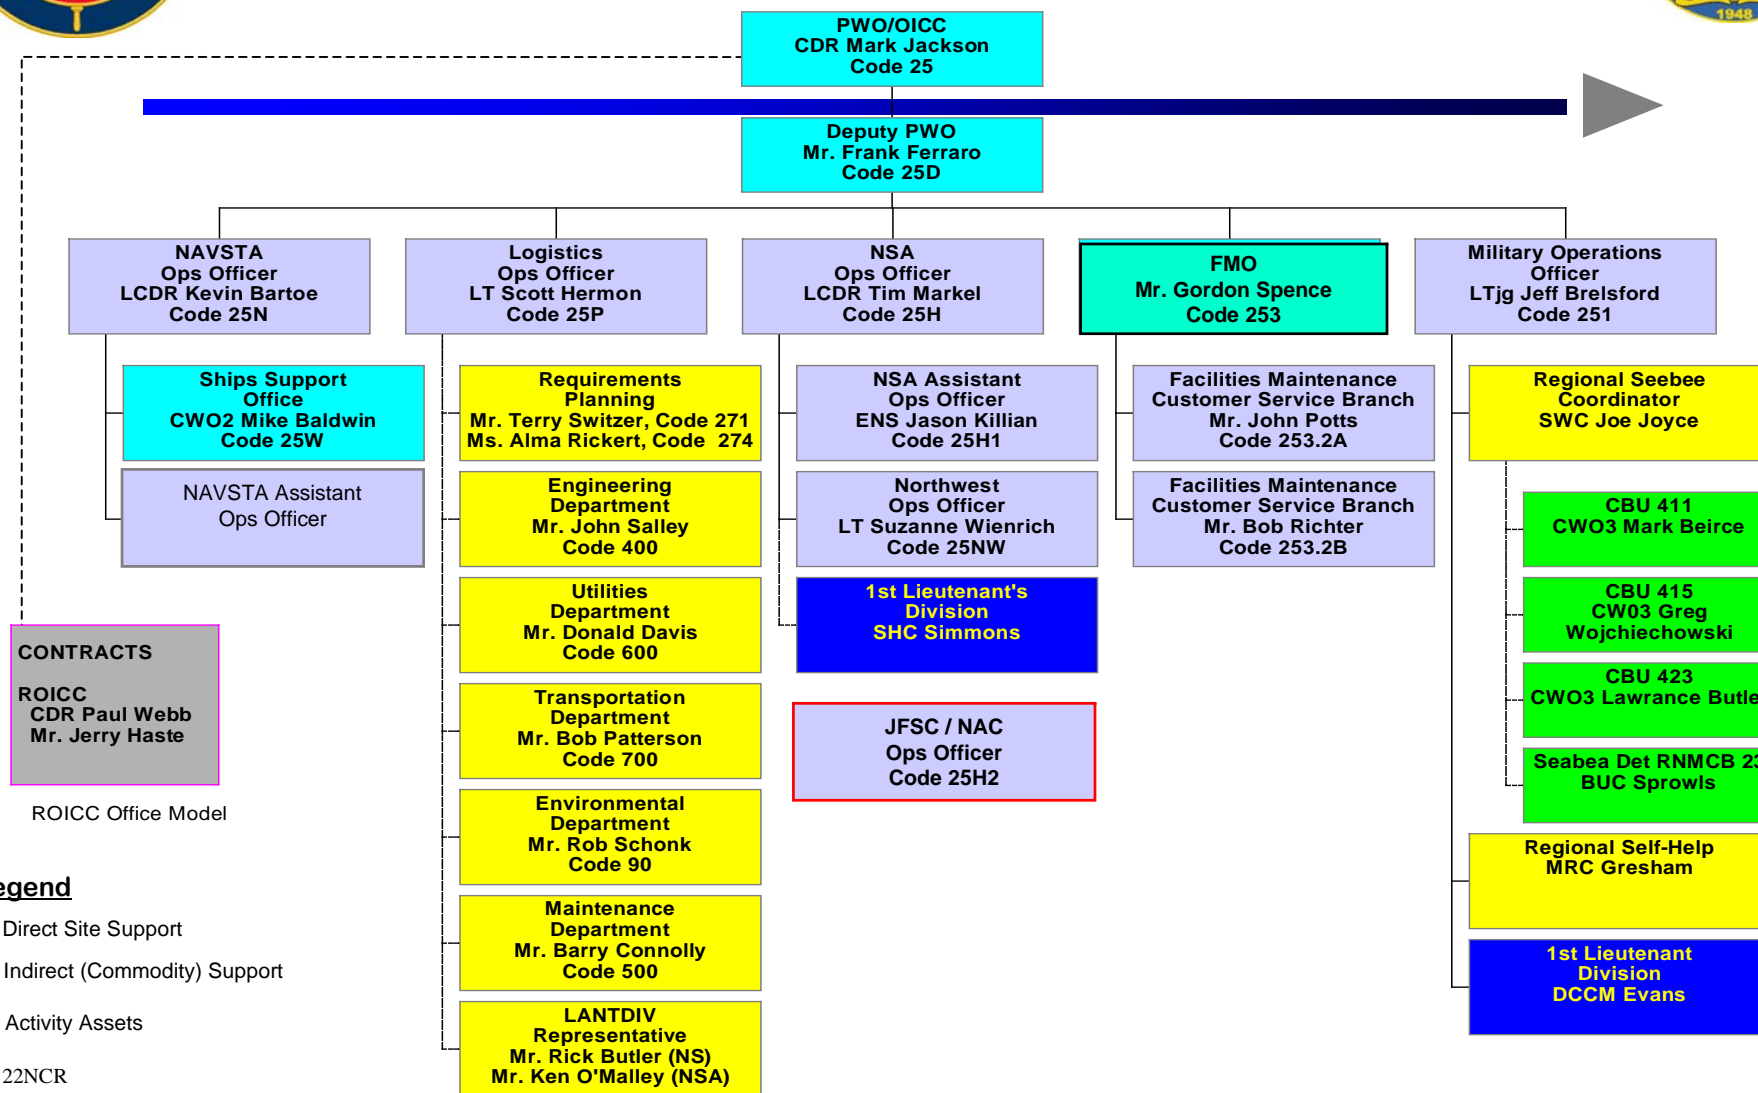 1948
PWO/OICC
CDR Mark Jackson
Code 25
Deputy PWO
Mr. Frank Ferraro
Code 25D
NAVSTA
Ops Officer
LCDR Kevin Bartoe
Code 25N
Logistics
Ops Officer
LT Scott Hermon
Code 25P
NSA
Ops Officer
LCDR Tim Markel
Code 25H
FMO
Mr. Gordon Spence
Code 253
Military Operations
Officer
LTjg Jeff Brelsford
Code 251
Ships Support
Office
CWO2 Mike Baldwin
Code 25W
NAVSTA Assistant
Ops Officer
Requirements
Planning
Mr. Terry Switzer, Code 271
Ms. Alma Rickert, Code 274
Engineering
Department
Mr. John Salley
Code 400
Utilities
Department
Mr. Donald Davis
Code 600
Transportation
Department
Mr. Bob Patterson
Code 700
Environmental
Department
Mr. Rob Schonk
Code 90
Maintenance
Department
Mr. Barry Connolly
Code 500
LANTDIV
Representative
Mr. Rick Butler (NS)
Mr. Ken O'Malley (NSA)
NSA Assistant
Ops Officer
ENS Jason Killian
Code 25H1
Northwest
Ops Officer
LT Suzanne Wienrich
Code 25NW
1st Lieutenant's
Division
SHC Simmons
JFSC / NAC
Ops Officer
Code 25H2
Facilities Maintenance
Customer Service Branch
Mr. John Potts
Code 253.2A
Facilities Maintenance
Customer Service Branch
Mr. Bob Richter
Code 253.2B
Regional Seebee
Coordinator
SWC Joe Joyce
CBU 411
CWO3 Mark Beirce
CBU 415
CW03 Greg
Wojchiechowski
CBU 423
CWO3 Lawrance Butle
Seabea Det RNMCB 23
BUC Sprowls
Regional Self-Help
MRC Gresham
1st Lieutenant
Division
DCCM Evans
CONTRACTS
ROICC
CDR Paul Webb
Mr. Jerry Haste
ROICC Office Model
egend
Direct Site Support
Indirect (Commodity) Support
Activity Assets
22NCR